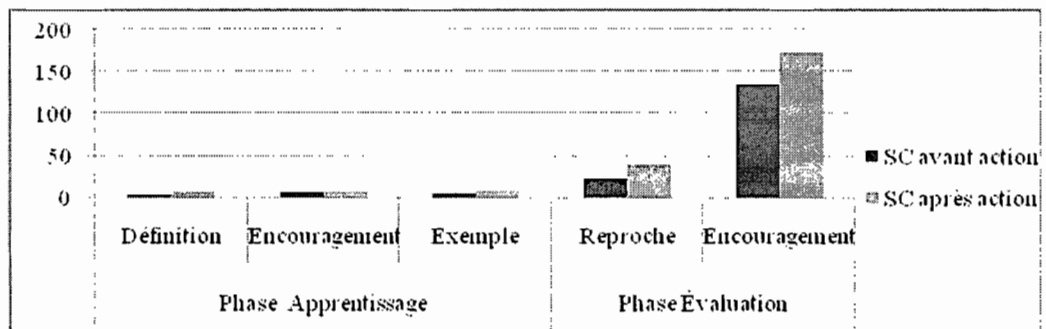 200
150
100
50
0
SC avant action
SC après action
Définition Encouragement Exemple Reproche Encouragement
Phase Apprentissage Phase Évaluation